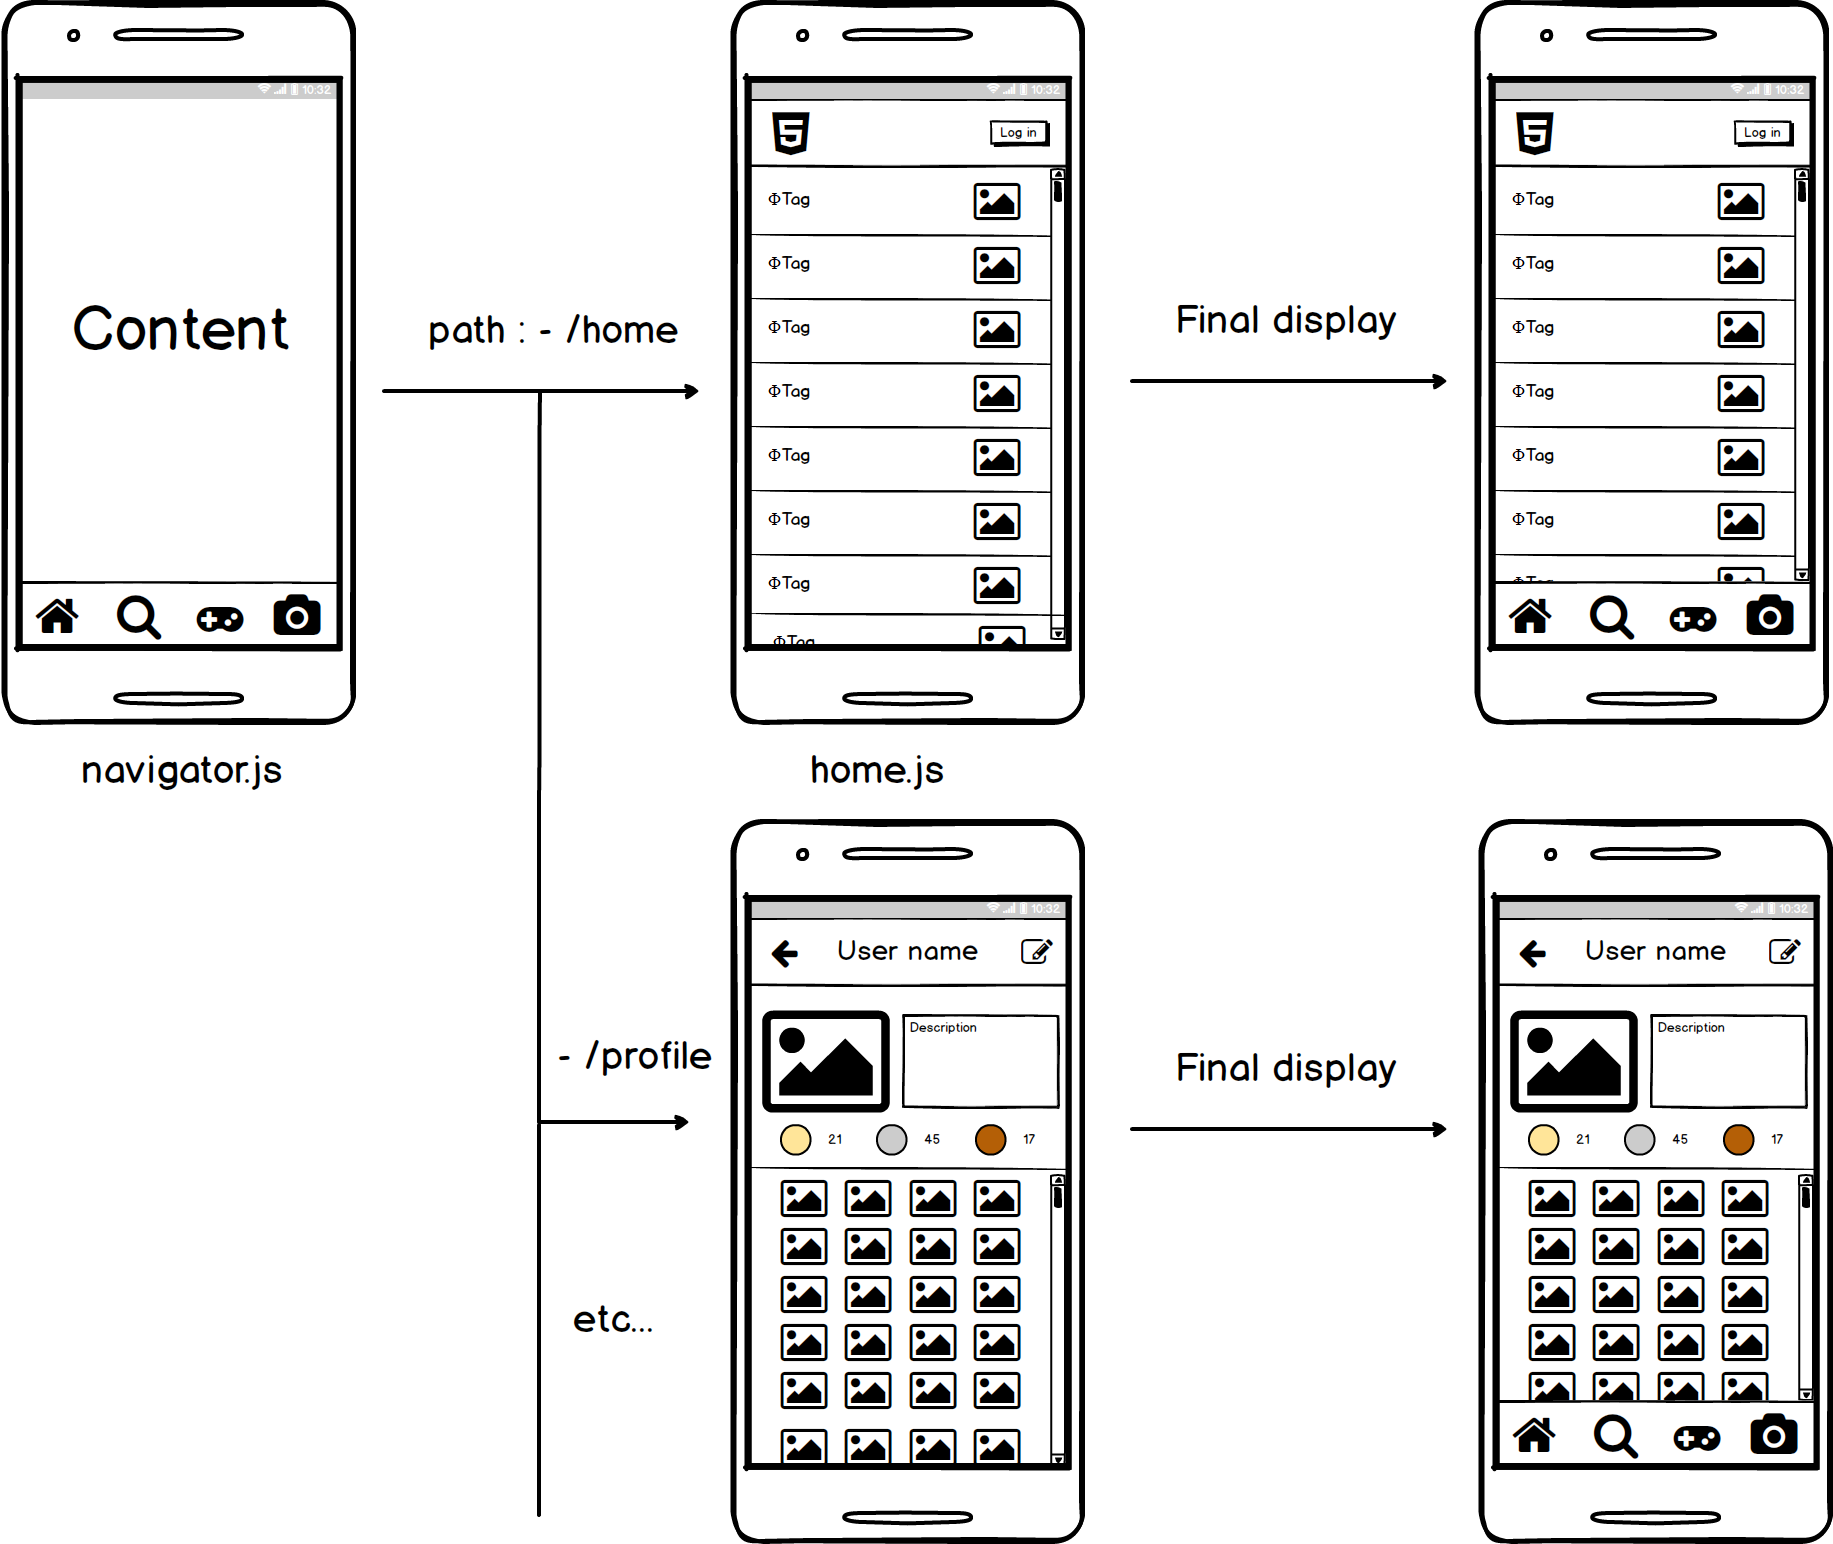 10:32
Content
navigator.js
path : - /home
10:32
Log in
ΦTag
ΦTag
ΦTag
ΦTag
ΦTag
ΦTag
ΦTag
ΦTag
home.js
Final display
10:32
Log in
ΦTag
ΦTag
ΦTag
ΦTag
ΦTag
ΦTag
ΦTag
- /profile
etc...
10:32
User name
Description
21 45 17
Final display
10:32
User name
Description
21 45 17